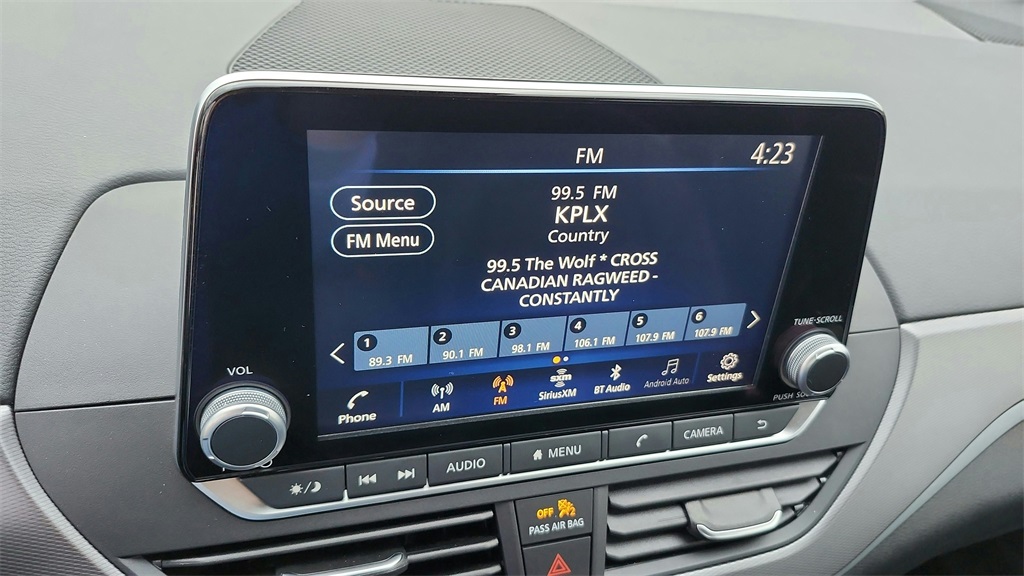 FM
4:23
Source
FM Menu
99.5 FM
KPLX
Country
99.5 The Wolf * CROSS
CANADIAN RAGWEED -
CONSTANTLY
1
89.3 FM
2
90.1 FM
3
98.1 FM
4
106.1 FM
5
107.9 FM
6
107.9 FM
Phone
AM
FM
sxm
SiriusXM
BT Audio
Android Auto
Settings
VOL
TUNE·SCROLL
PUSH
AUDIO
MENU
CAMERA
OFF
2
PASS AIR BAG